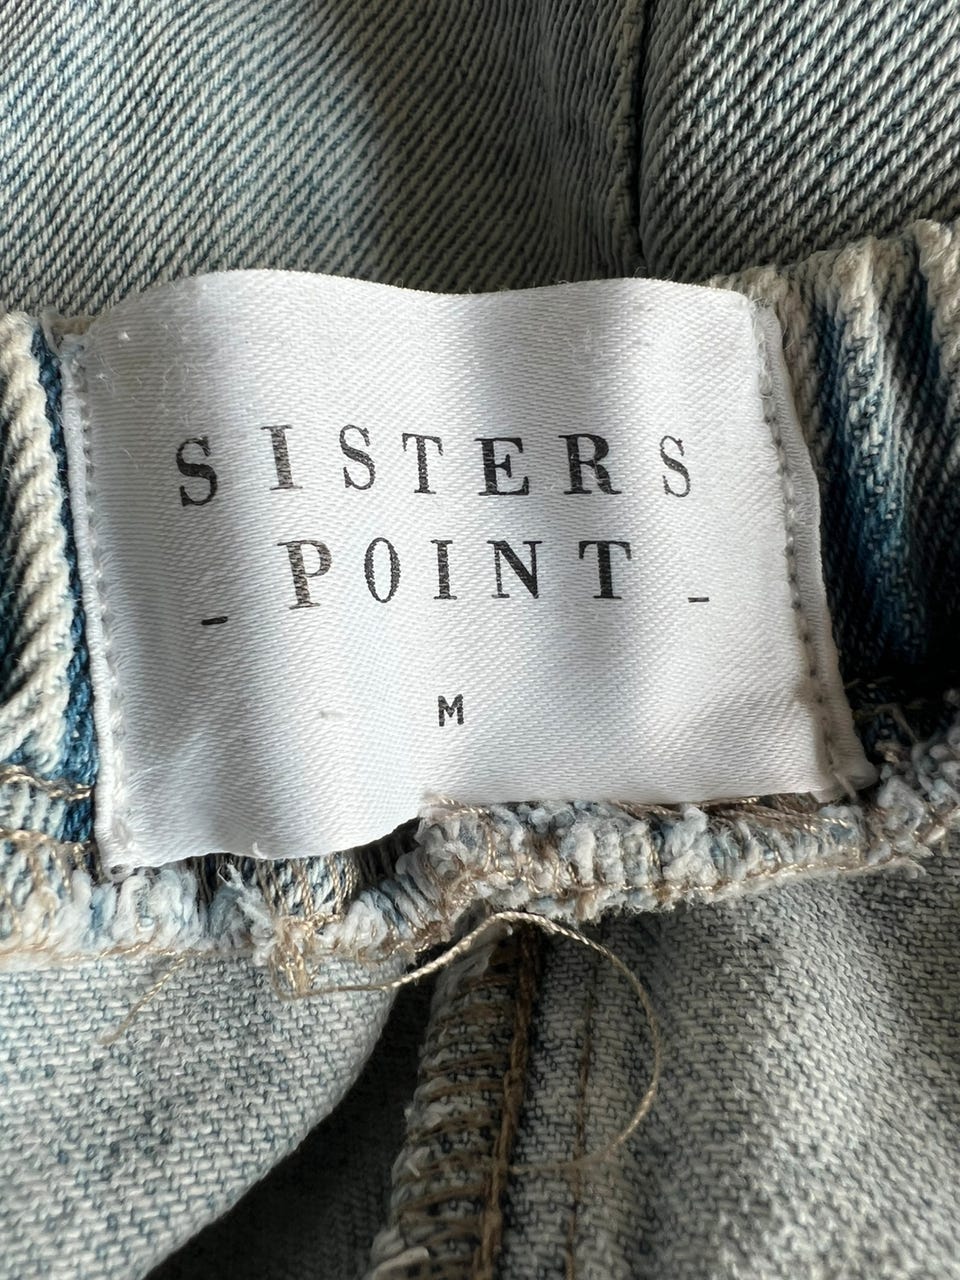 SISTERS
_ POINT _
M